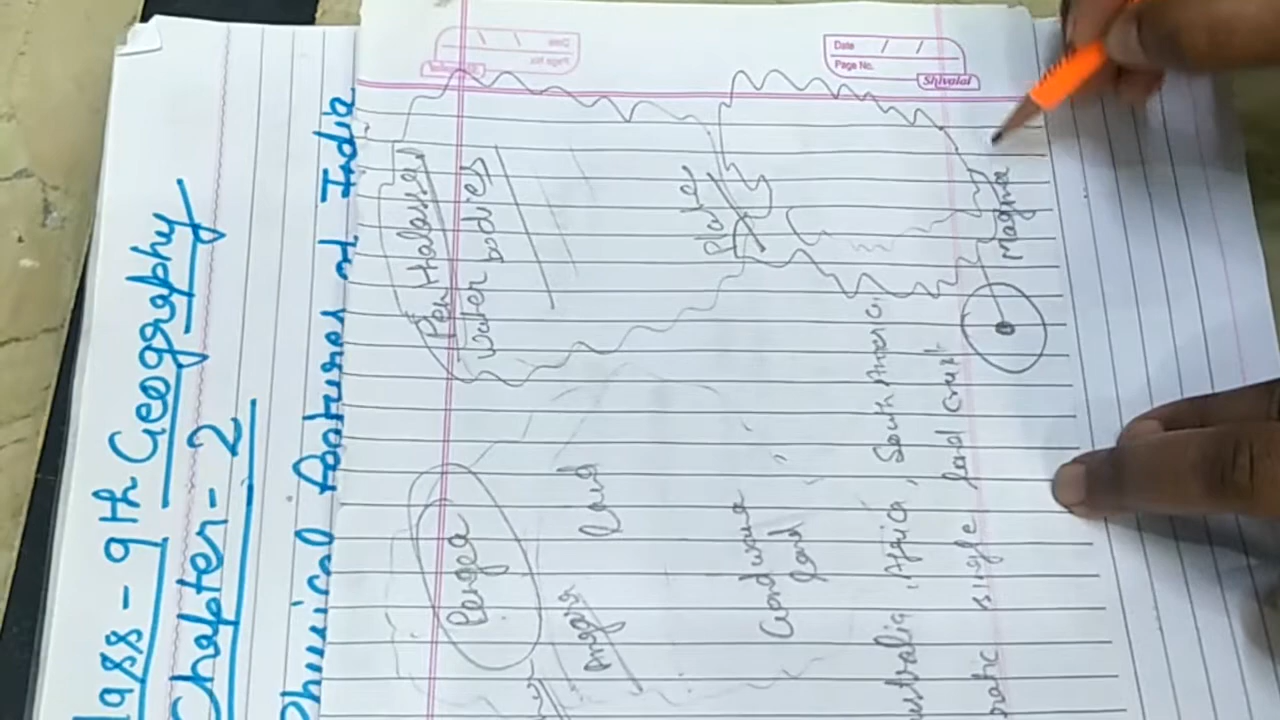 Class - 9th Geography
Chapter - 2
Physical features of India
Date / /
Page No.
Shivalal
Pen thalassa
water bodies
Pengea
Angara land
Plate
Gondwana
land
Australia, Africa, South America,
single land crust
Magma